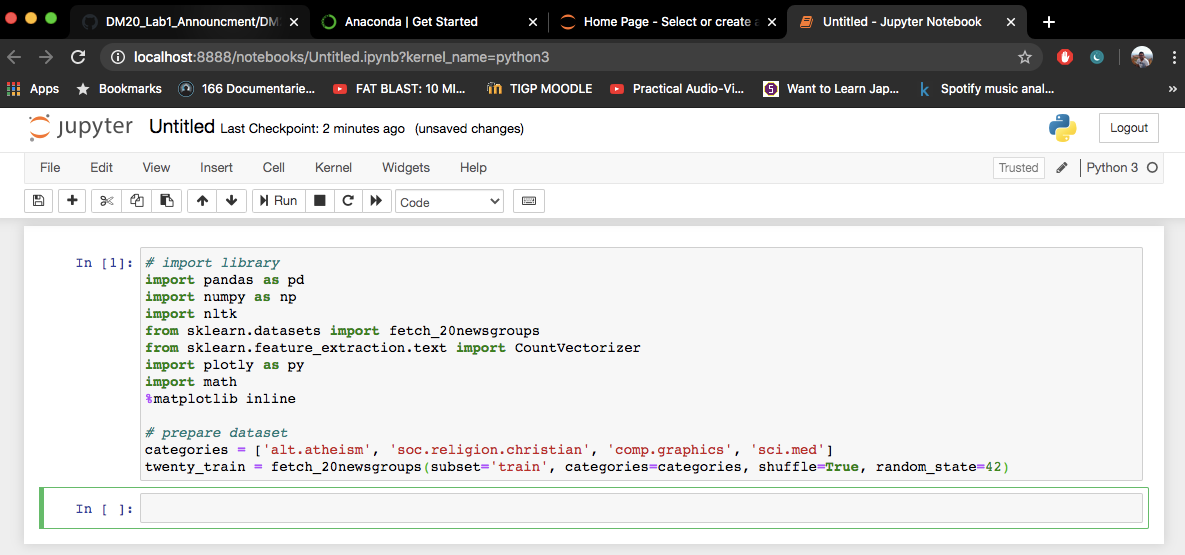 DM20_Lab1_Announcment/DM
Anaconda | Get Started
Home Page - Select or create a
Untitled - Jupyter Notebook
localhost:8888/notebooks/Untitled.ipynb?kernel_name=python3
Apps
Bookmarks
166 Documentarie...
FAT BLAST: 10 MI...
TIGP MOODLE
Practical Audio-Vi...
Want to Learn Jap...
Spotify music anal...
»
jupyter Untitled Last Checkpoint: 2 minutes ago (unsaved changes)
Logout
File Edit View Insert Cell Kernel Widgets Help
Trusted
Python 3
Run
Code
In [1]:
# import library
import pandas as pd
import numpy as np
import nltk
from sklearn.datasets import fetch_20newsgroups
from sklearn.feature_extraction.text import CountVectorizer
import plotly as py
import math
%matplotlib inline
# prepare dataset
categories = ['alt.atheism', 'soc.religion.christian', 'comp.graphics', 'sci.med']
twenty_train = fetch_20newsgroups(subset='train', categories=categories, shuffle=True, random_state=42)
In [ ]: